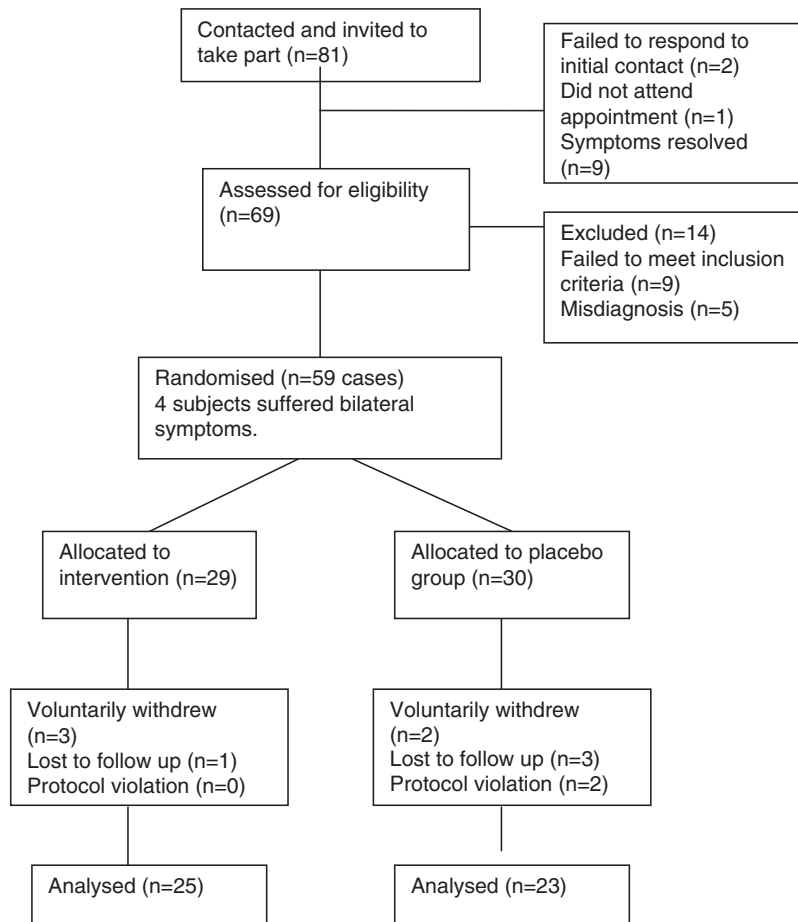 Contacted and invited to
take part (n=81)
Failed to respond to
initial contact (n=2)
Did not attend
appointment (n=1)
Symptoms resolved
(n=9)
Assessed for eligibility
(n=69)
Excluded (n=14)
Failed to meet inclusion
criteria (n=9)
Misdiagnosis (n=5)
Randomised (n=59 cases)
4 subjects suffered bilateral
symptoms.
Allocated to
intervention (n=29)
Allocated to placebo
group (n=30)
Voluntarily withdrew
(n=3)
Lost to follow up (n=1)
Protocol violation (n=0)
Voluntarily withdrew
(n=2)
Lost to follow up (n=3)
Protocol violation (n=2)
Analysed (n=25)
Analysed (n=23)